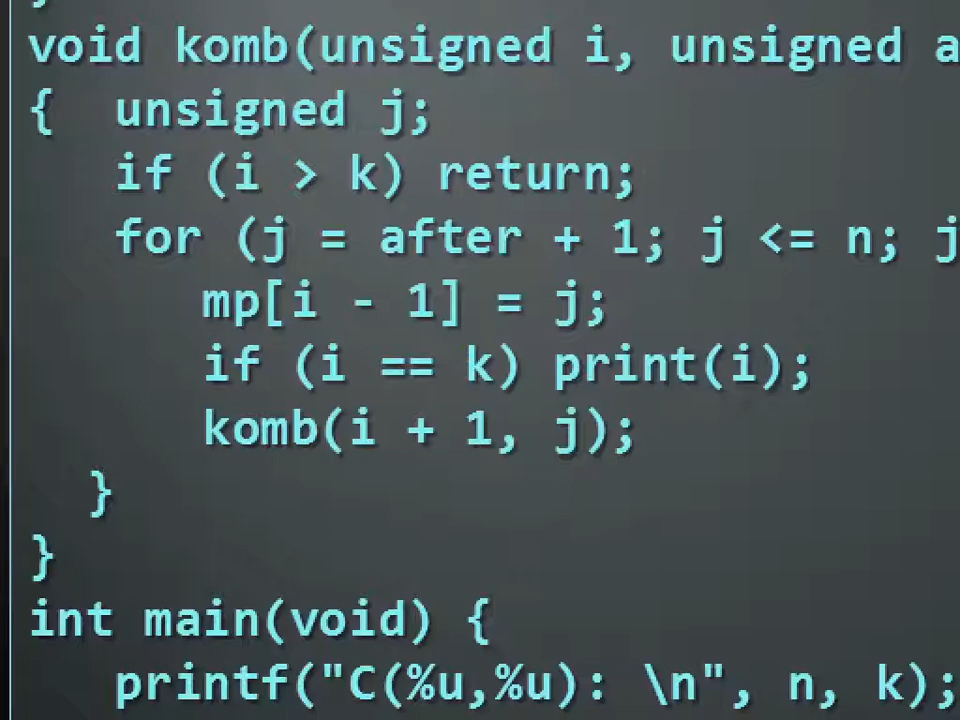 }
void komb(unsigned i, unsigned a
{  unsigned j;
   if (i > k) return;
   for (j = after + 1; j <= n; j
      mp[i - 1] = j;
      if (i == k) print(i);
      komb(i + 1, j);
  }
}
int main(void) {
   printf("C(%u,%u): \n", n, k);